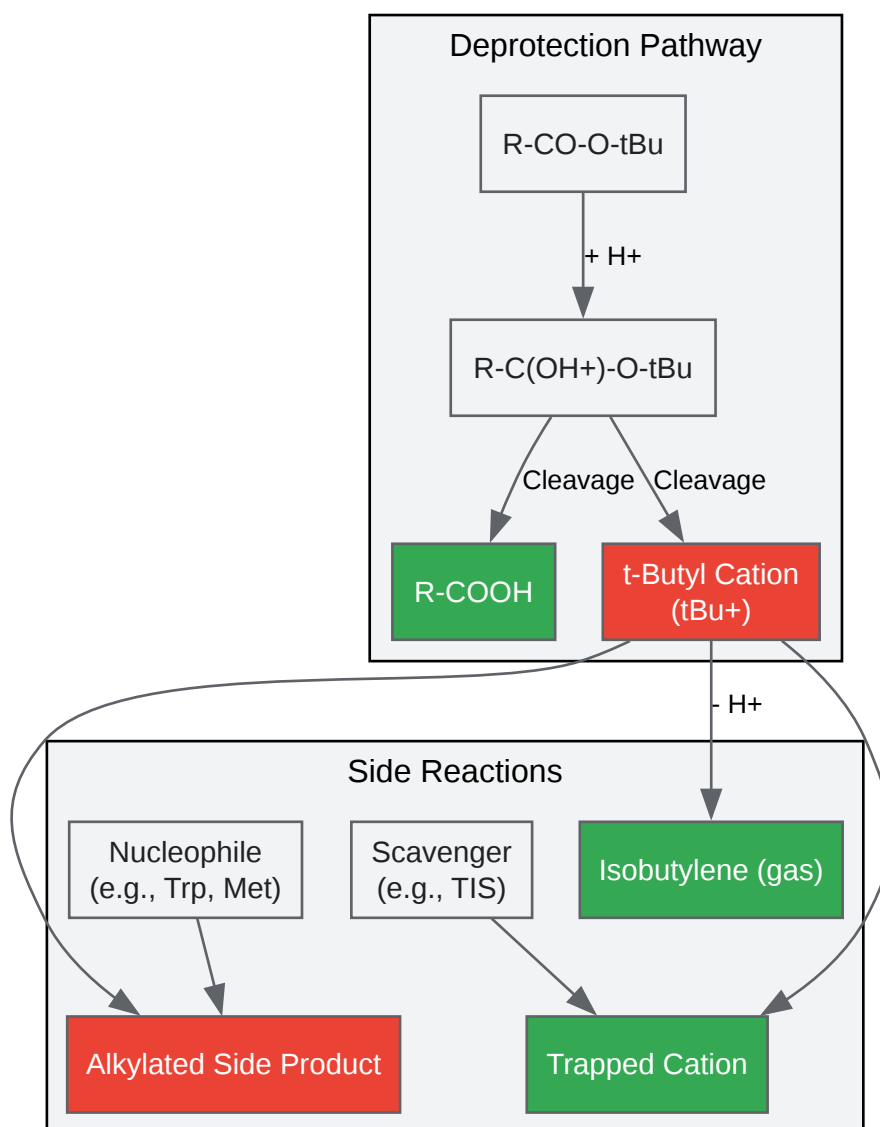 Deprotection Pathway
R-CO-O-tBu
+ H+
R-C(OH+)-O-tBu
Cleavage
Cleavage
R-COOH
t-Butyl Cation
(tBu+)
- H+
Side Reactions
Nucleophile
(e.g., Trp, Met)
Scavenger
(e.g., TIS)
Isobutylene (gas)
Alkylated Side Product
Trapped Cation